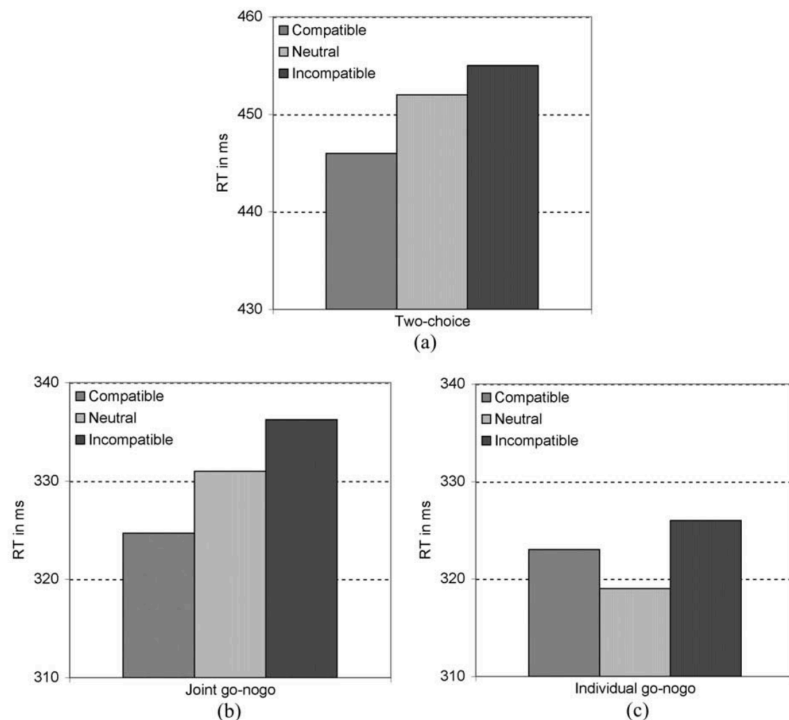 460
Compatible
Neutral
Incompatible
450
RT in ms
440
430
Two-choice
(a)
340
Compatible
Neutral
Incompatible
330
RT in ms
320
310
Joint go-nogo
(b)
340
Compatible
Neutral
Incompatible
330
RT in ms
320
310
Individual go-nogo
(c)